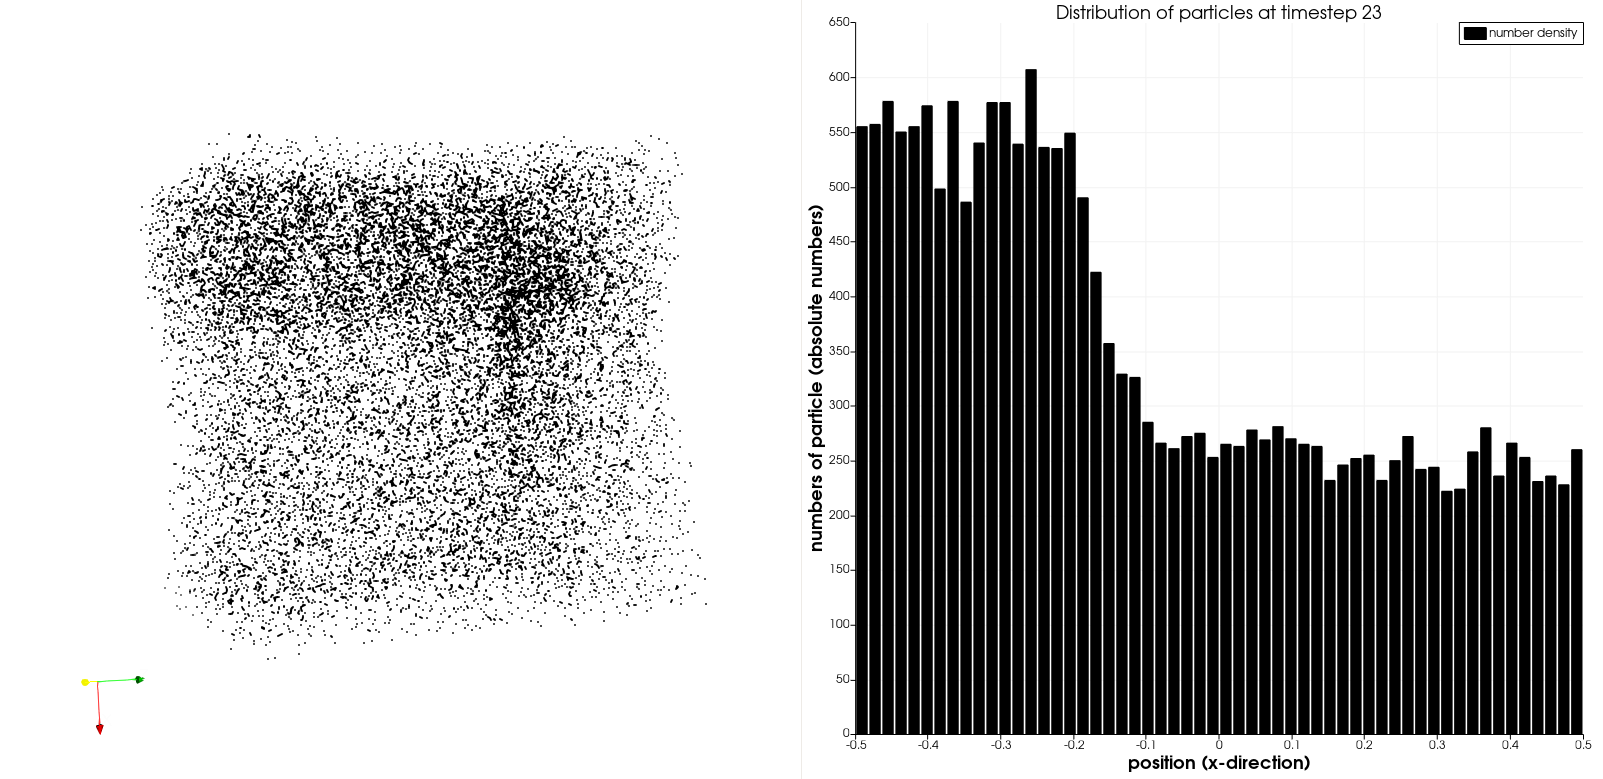 Distribution of particles at timestep 23
number density
numbers of particle (absolute numbers)
650
600
550
500
450
400
350
300
250
200
150
100
50
0
-0.5 -0.4 -0.3 -0.2 -0.1 0 0.1 0.2 0.3 0.4 0.5
position (x-direction)